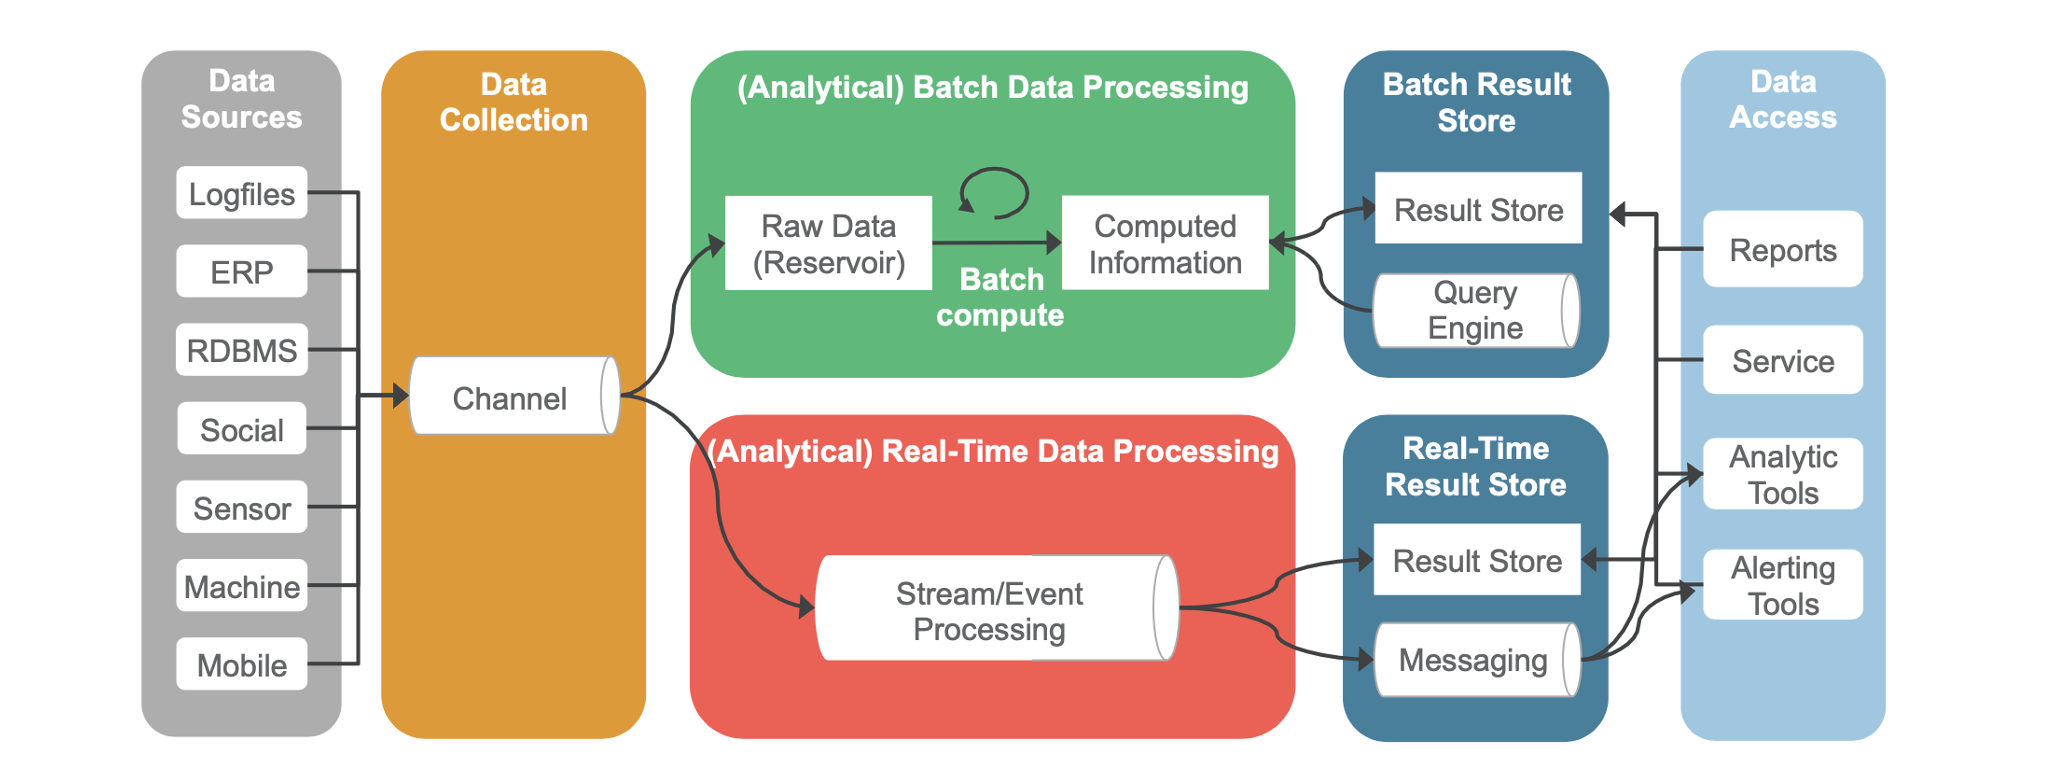 Data
Sources
Logfiles
ERP
RDBMS
Social
Sensor
Machine
Mobile
Data
Collection
Channel
(Analytical) Batch Data Processing
Raw Data
(Reservoir)
Batch
compute
Computed
Information
(Analytical) Real-Time Data Processing
Stream/Event
Processing
Batch Result
Store
Result Store
Query
Engine
Real-Time
Result Store
Result Store
Messaging
Data
Access
Reports
Service
Analytic
Tools
Alerting
Tools